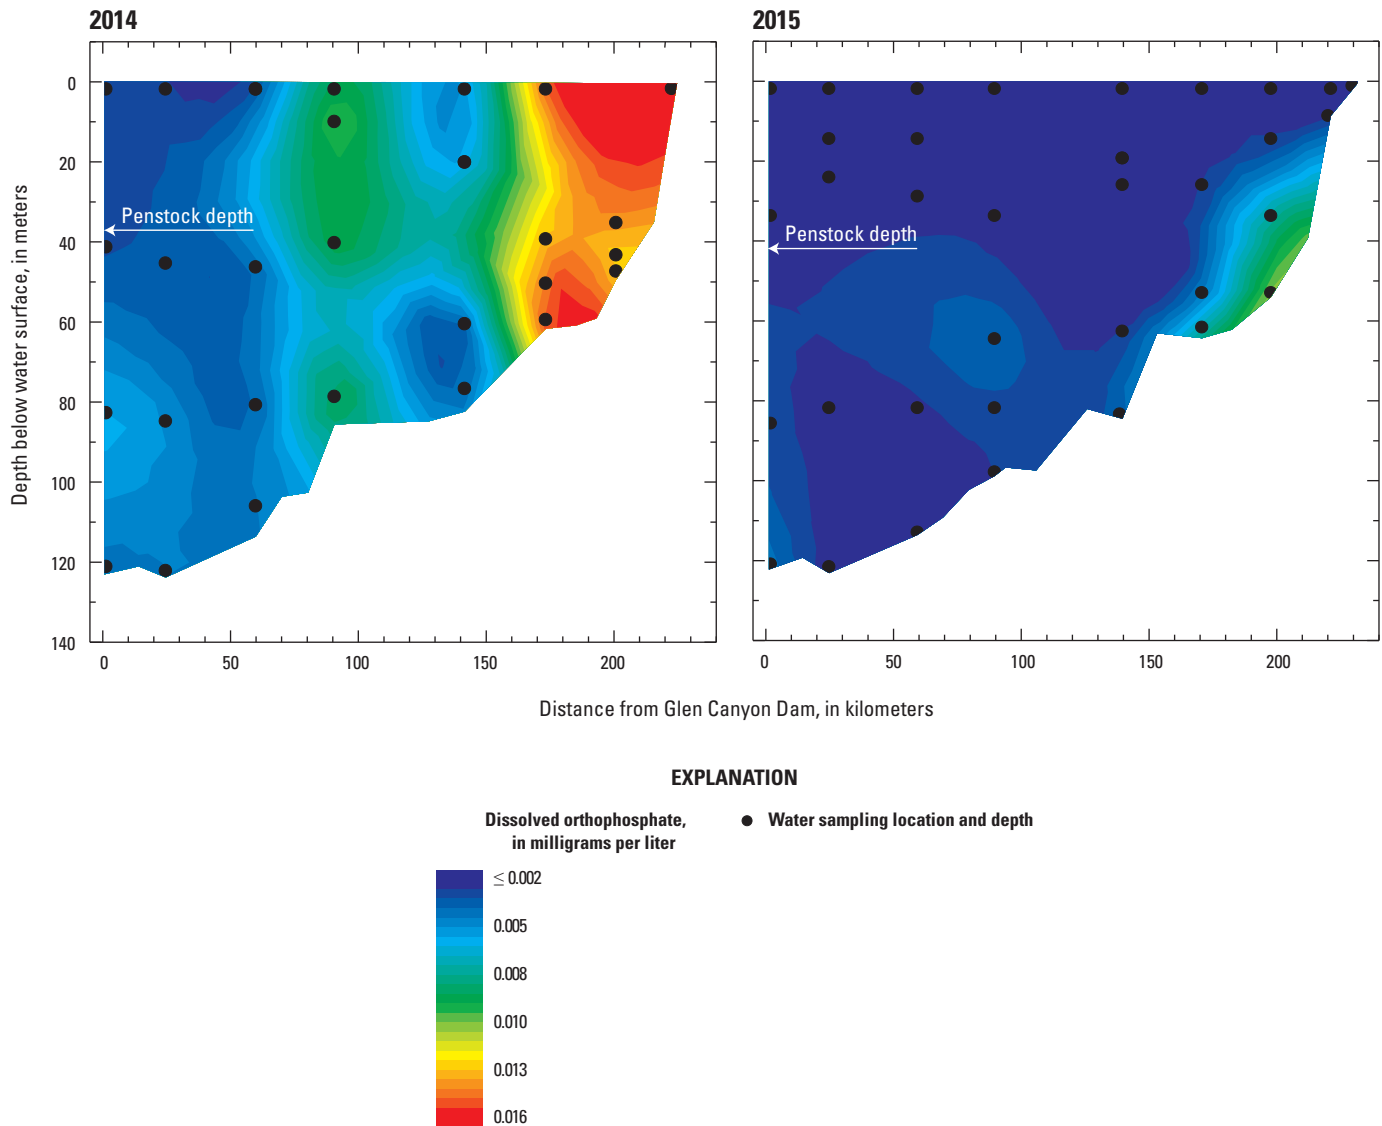 2014
2015
Depth below water surface, in meters
0
20
40
60
80
100
120
140
Penstock depth
Penstock depth
0 50 100 150 200
0 50 100 150 200
Distance from Glen Canyon Dam, in kilometers
EXPLANATION
Dissolved orthophosphate,
in milligrams per liter
≤ 0.002
0.005
0.008
0.010
0.013
0.016
Water sampling location and depth